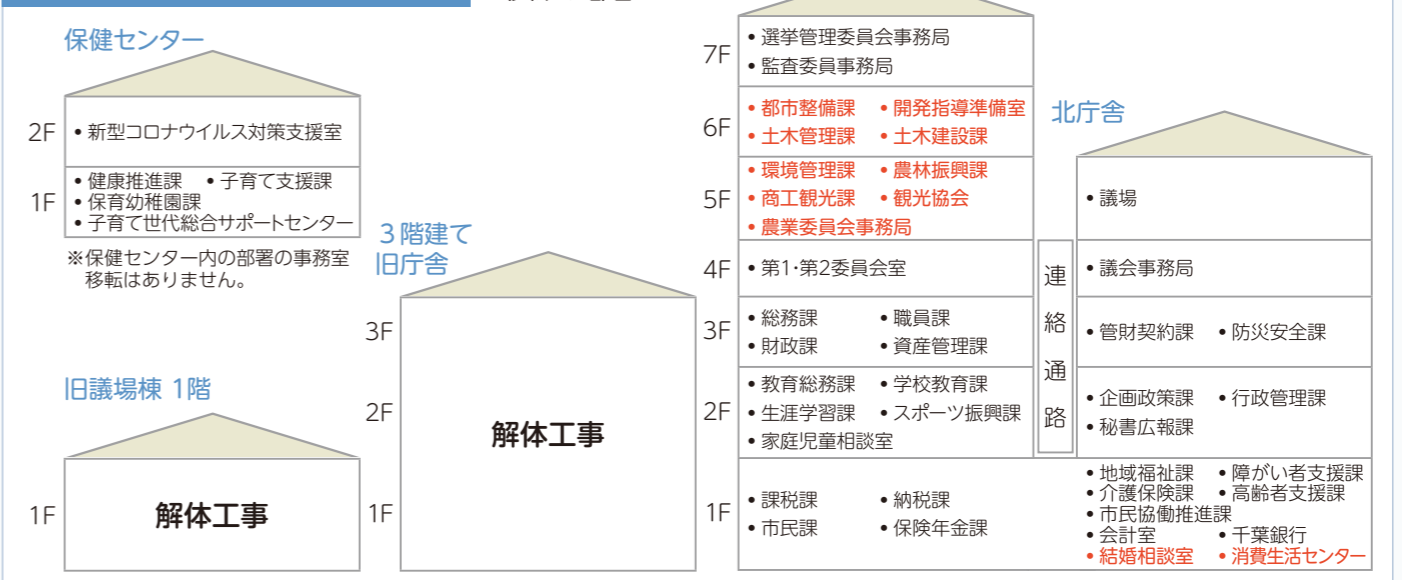 保健センター
2F
• 新型コロナウイルス対策支援室
1F
• 健康推進課 • 子育て支援課
• 保育幼稚園課
• 子育て世代総合サポートセンター
※保健センター内の部署の事務室
移転はありません。
旧議場棟 1階
1F
解体工事
3階建て
旧庁舎
3F
2F
1F
解体工事
7F
• 選挙管理委員会事務局
• 監査委員事務局
6F
• 都市整備課 • 開発指導準備室
• 土木管理課 • 土木建設課
5F
• 環境管理課 • 農林振興課
• 商工観光課 • 観光協会
• 農業委員会事務局
4F
• 第1・第2委員会室
3F
• 総務課 • 職員課
• 財政課 • 資産管理課
2F
• 教育総務課 • 学校教育課
• 生涯学習課 • スポーツ振興課
• 家庭児童相談室
1F
• 課税課 • 納税課
• 市民課 • 保険年金課
連絡通路
北庁舎
• 議場
• 議会事務局
• 管財契約課 • 防災安全課
• 企画政策課 • 行政管理課
• 秘書広報課
• 地域福祉課 • 障がい者支援課
• 介護保険課 • 高齢者支援課
• 市民協働推進課
• 会計室 • 千葉銀行
• 結婚相談室 • 消費生活センター